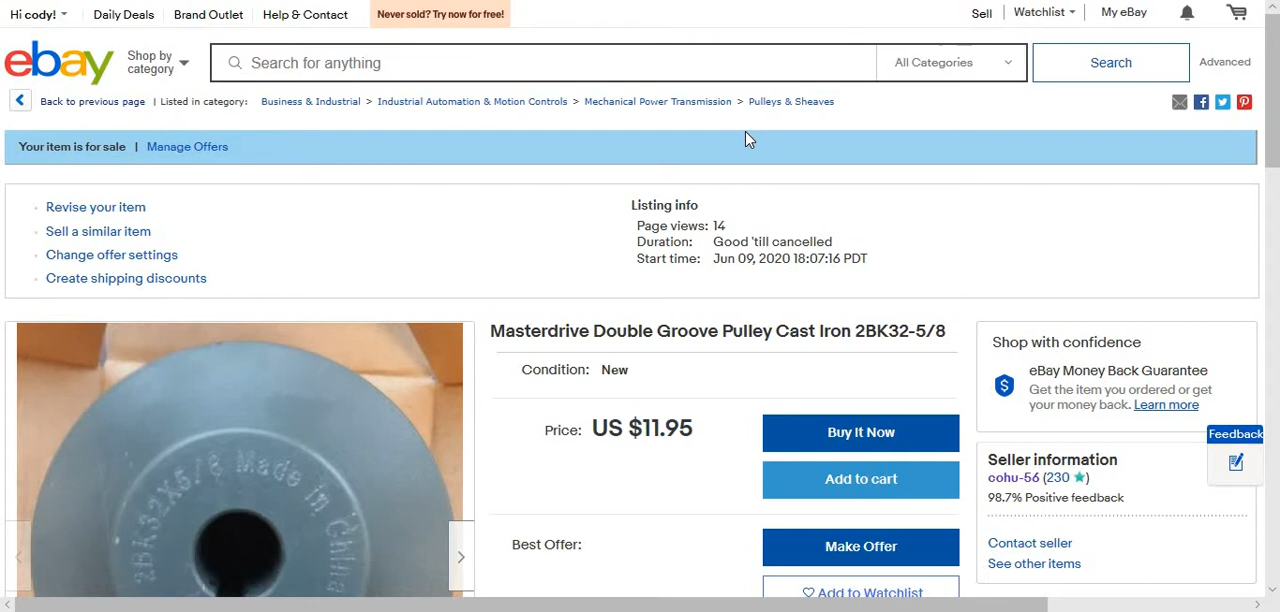 Hi cody!
Daily Deals
Brand Outlet
Help & Contact
Never sold? Try now for free!
Sell
Watchlist
My eBay
ebay
Shop by category
Search for anything
All Categories
Search
Advanced
Back to previous page | Listed in category: Business & Industrial > Industrial Automation & Motion Controls > Mechanical Power Transmission > Pulleys & Sheaves
Your item is for sale | Manage Offers
Revise your item
Sell a similar item
Change offer settings
Create shipping discounts
Listing info
Page views: 14
Duration: Good 'till cancelled
Start time: Jun 09, 2020 18:07:16 PDT
2BK32X5/8 Made in China
Masterdrive Double Groove Pulley Cast Iron 2BK32-5/8
Condition: New
Price: US $11.95
Buy It Now
Add to cart
Best Offer:
Make Offer
Add to Watchlist
Shop with confidence
eBay Money Back Guarantee
Get the item you ordered or get
your money back. Learn more
Feedback
Seller information
cohu-56 (230)
98.7% Positive feedback
Contact seller
See other items